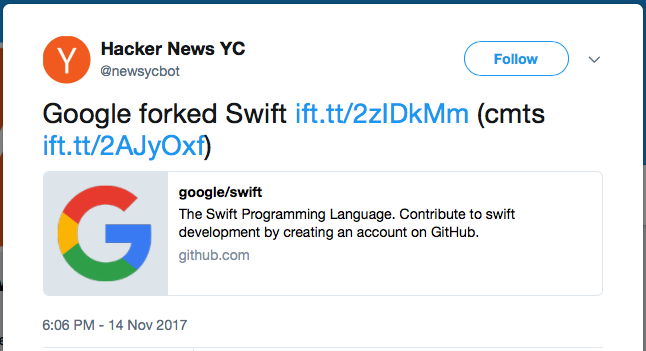 Y
Hacker News YC
@newsycbot
Follow
Google forked Swift ift.tt/2zIDkMm (cmts
ift.tt/2AJyOxf)
G
google/swift
The Swift Programming Language. Contribute to swift
development by creating an account on GitHub.
github.com
6:06 PM - 14 Nov 2017